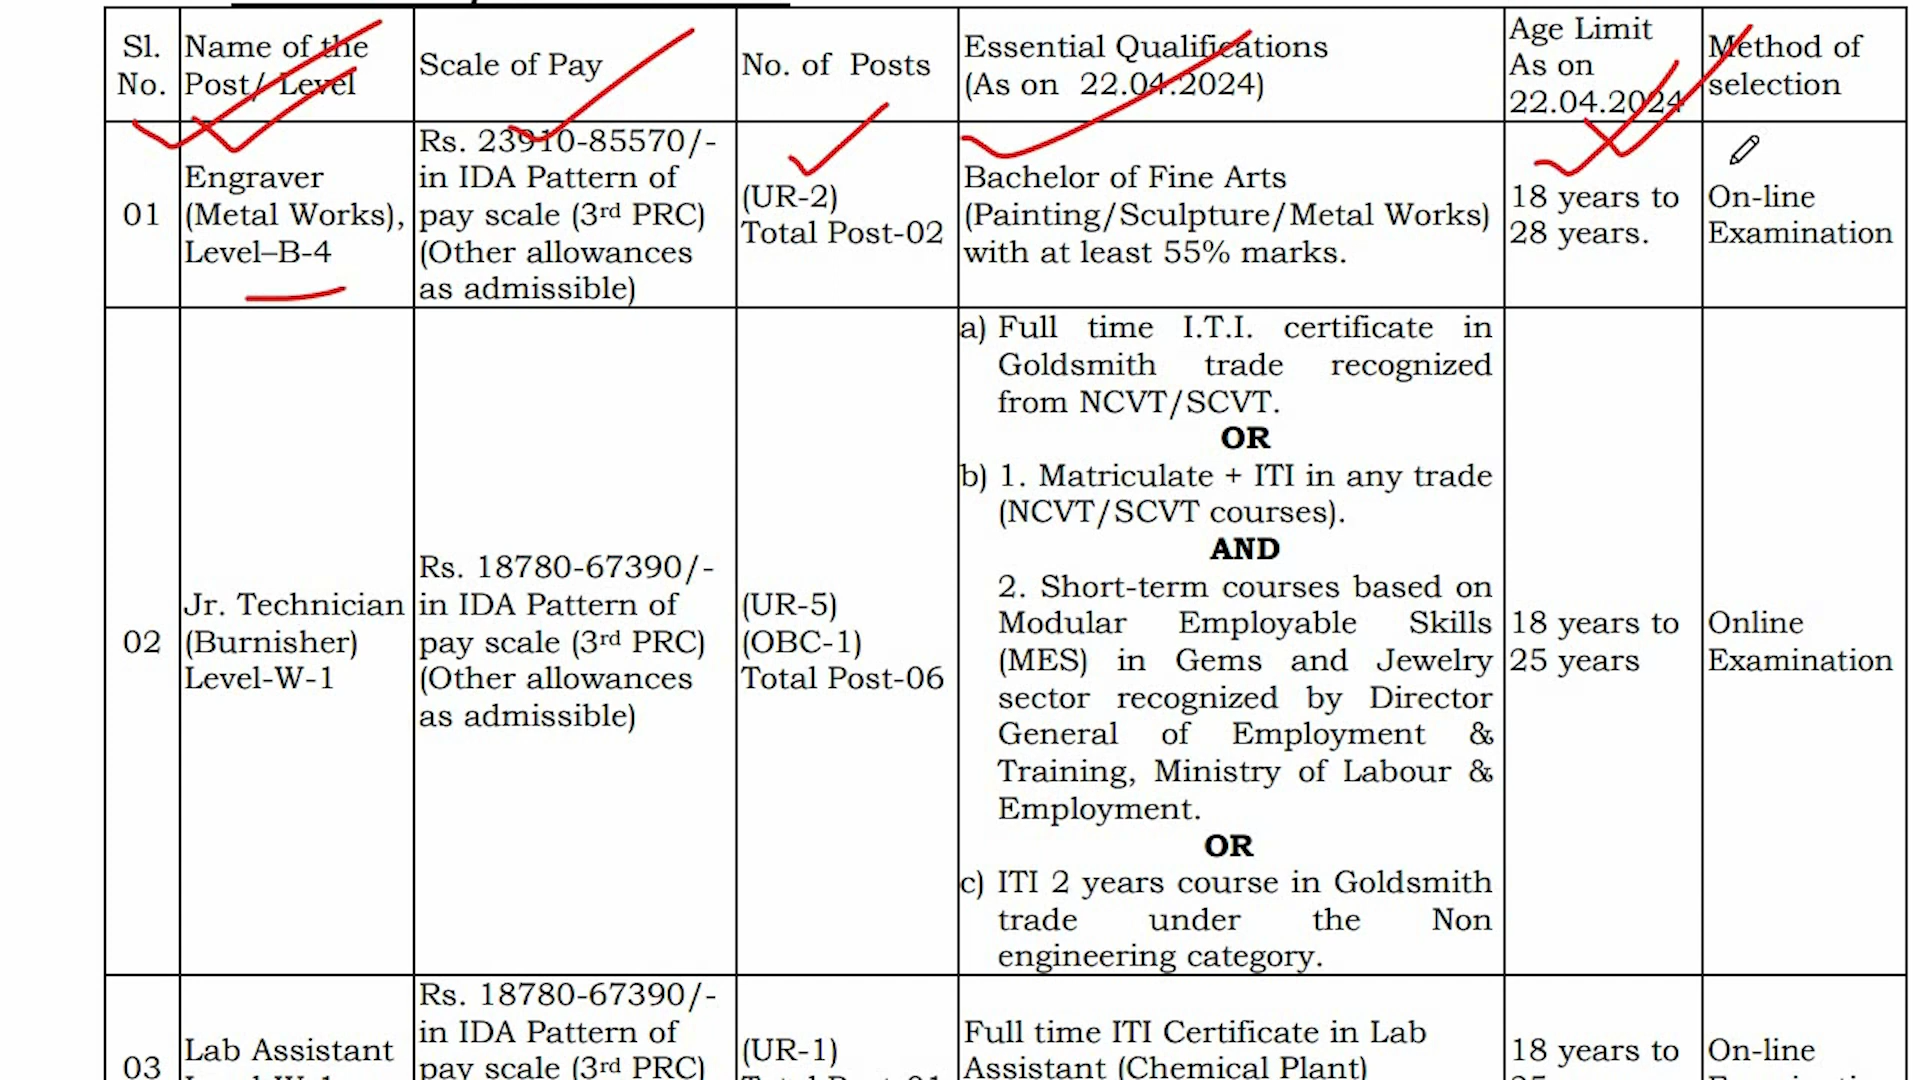 Sl. No.
Name of the Post/ Level
Scale of Pay
No. of Posts
Essential Qualifications
(As on 22.04.2024)
Age Limit
As on
22.04.2024
Method of
selection
01
Engraver
(Metal Works),
Level–B-4
Rs. 23910-85570/-
in IDA Pattern of
pay scale (3rd PRC)
(Other allowances
as admissible)
(UR-2)
Total Post-02
Bachelor of Fine Arts
(Painting/Sculpture/Metal Works)
with at least 55% marks.
18 years to
28 years.
On-line
Examination
02
Jr. Technician
(Burnisher)
Level-W-1
Rs. 18780-67390/-
in IDA Pattern of
pay scale (3rd PRC)
(Other allowances
as admissible)
(UR-5)
(OBC-1)
Total Post-06
a) Full time I.T.I. certificate in
Goldsmith trade recognized
from NCVT/SCVT.
OR
b) 1. Matriculate + ITI in any trade
(NCVT/SCVT courses).
AND
2. Short-term courses based on
Modular Employable Skills
(MES) in Gems and Jewelry
sector recognized by Director
General of Employment &
Training, Ministry of Labour &
Employment.
OR
c) ITI 2 years course in Goldsmith
trade under the Non
engineering category.
18 years to
25 years
Online
Examination
03
Lab Assistant
Rs. 18780-67390/-
in IDA Pattern of
pay scale (3rd PRC)
(UR-1)
Full time ITI Certificate in Lab
Assistant (Chemical Plant)
18 years to
On-line